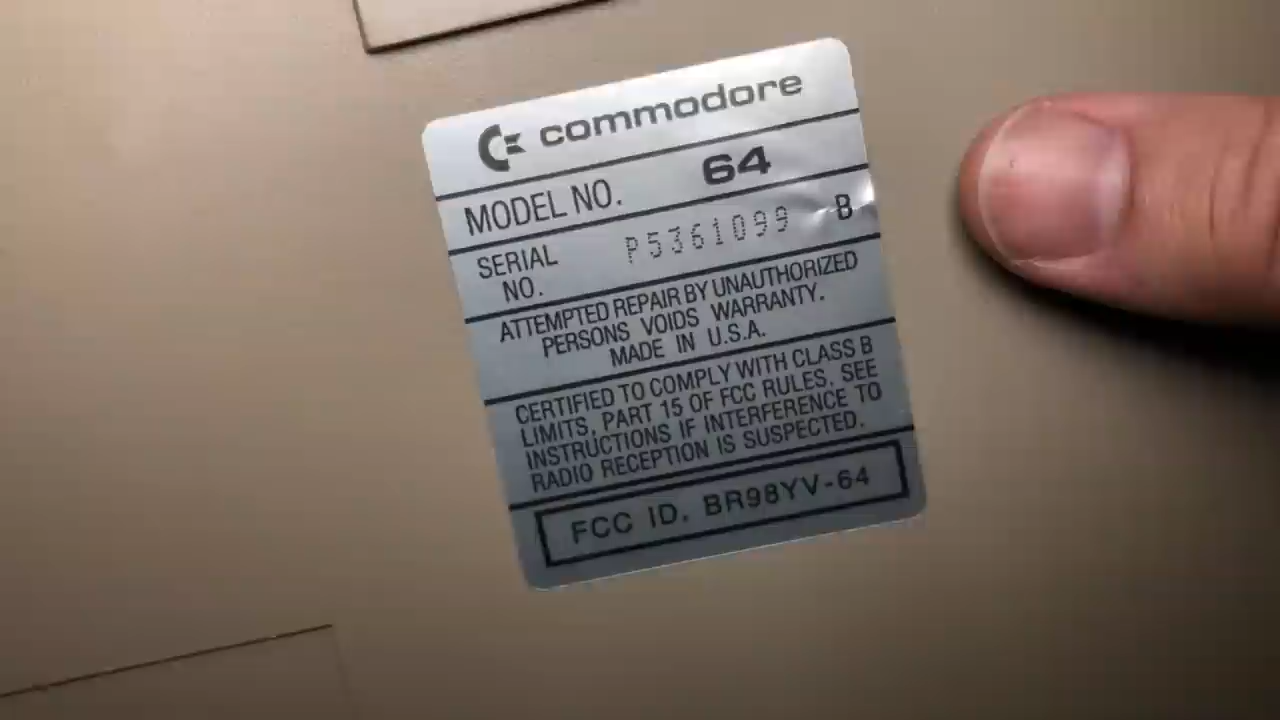 commodore
MODEL NO. 64
SERIAL NO. P5361099 B
ATTEMPTED REPAIR BY UNAUTHORIZED
PERSONS VOIDS WARRANTY.
MADE IN U.S.A.
CERTIFIED TO COMPLY WITH CLASS B
LIMITS, PART 15 OF FCC RULES. SEE
INSTRUCTIONS IF INTERFERENCE TO
RADIO RECEPTION IS SUSPECTED.
FCC ID. BR98YV-64